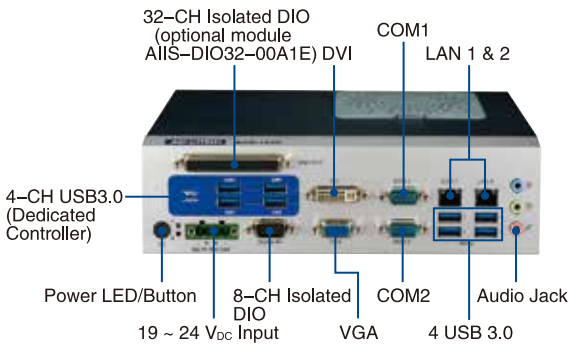 32–CH Isolated DIO
(optional module
AIIS–DIO32–00A1E)
DVI
COM1
LAN 1 & 2
4–CH USB3.0
(Dedicated
Controller)
Power LED/Button
8–CH Isolated
DIO
COM2
Audio Jack
19 ~ 24 VDC Input
VGA
4 USB 3.0